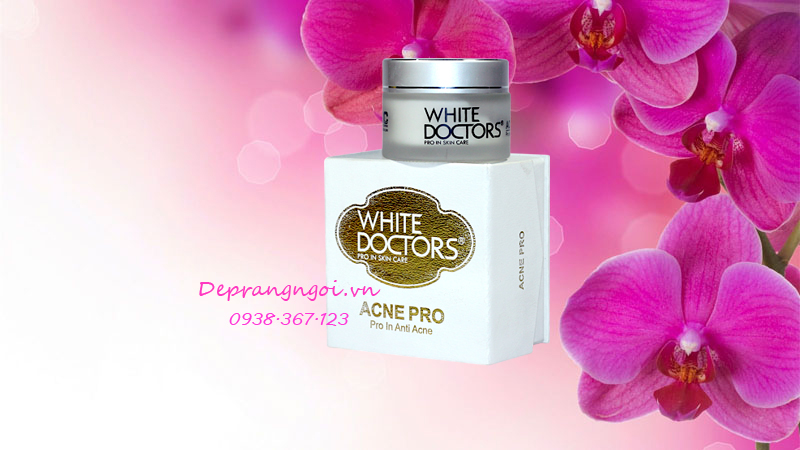 WHITE
DOCTORS®
PRO IN SKIN CARE
WHITE
DOCTORS®
PRO IN SKIN CARE
ACNE PRO
Pro In Anti Acne
ACNE PRO
Deprangngoi.vn
0938·367·123